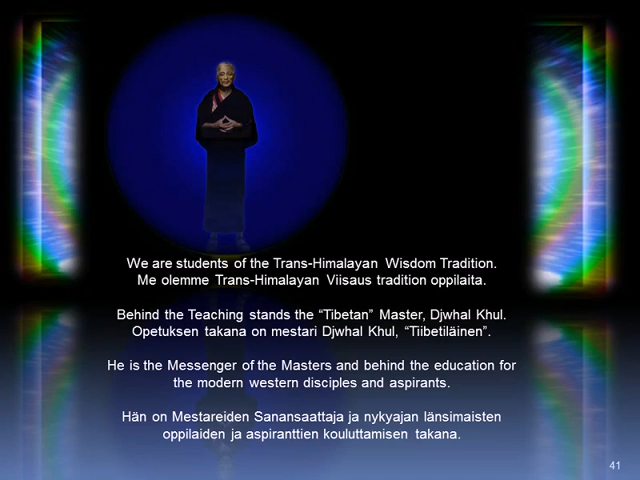 We are students of the Trans-Himalayan Wisdom Tradition.
Me olemme Trans-Himalayan Viisaus tradition oppilaita.
Behind the Teaching stands the “Tibetan” Master, Djwhal Khul.
Opetuksen takana on mestari Djwhal Khul, “Tiibetiläinen”.
He is the Messenger of the Masters and behind the education for
the modern western disciples and aspirants.
Hän on Mestareiden Sanansaattaja ja nykyajan länsimaisten
oppilaiden ja aspiranttien kouluttamisen takana.
41